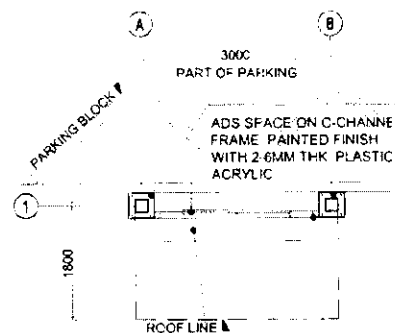 A
B
3000
PART OF PARKING
PARKING BLOCK
ADS SPACE ON C-CHANNE
FRAME PAINTED FINISH
WITH 2-6MM THK PLASTIC
ACRYLIC
1
1800
ROOF LINE